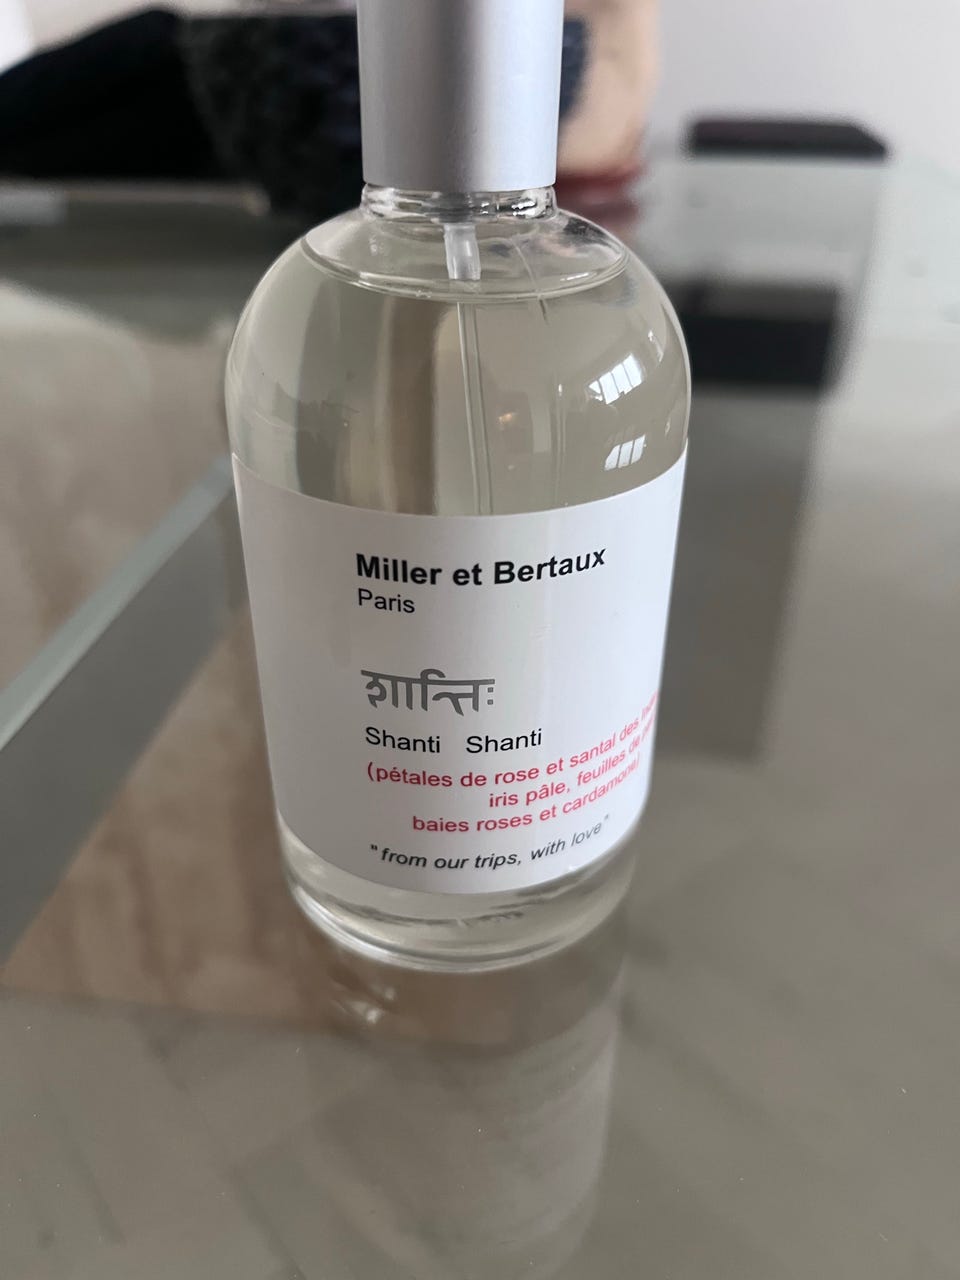 Miller et Bertaux
Paris
शान्तिः
Shanti Shanti
(pétales de rose et santal des
iris pâle, feuilles de
baies roses et cardamome)
"from our trips, with love"